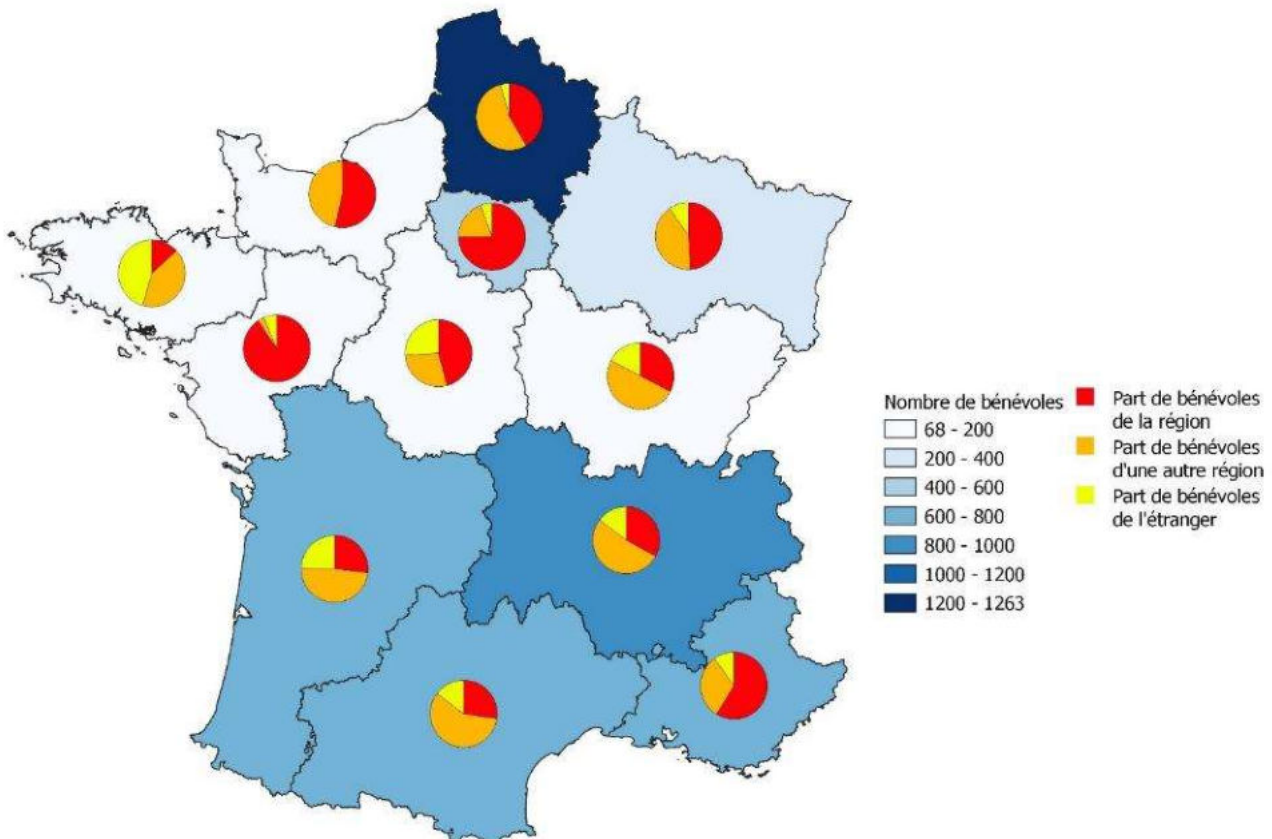 Nombre de bénévoles
68 - 200
200 - 400
400 - 600
600 - 800
800 - 1000
1000 - 1200
1200 - 1263
Part de bénévoles
de la région
Part de bénévoles
d'une autre région
Part de bénévoles
de l'étranger